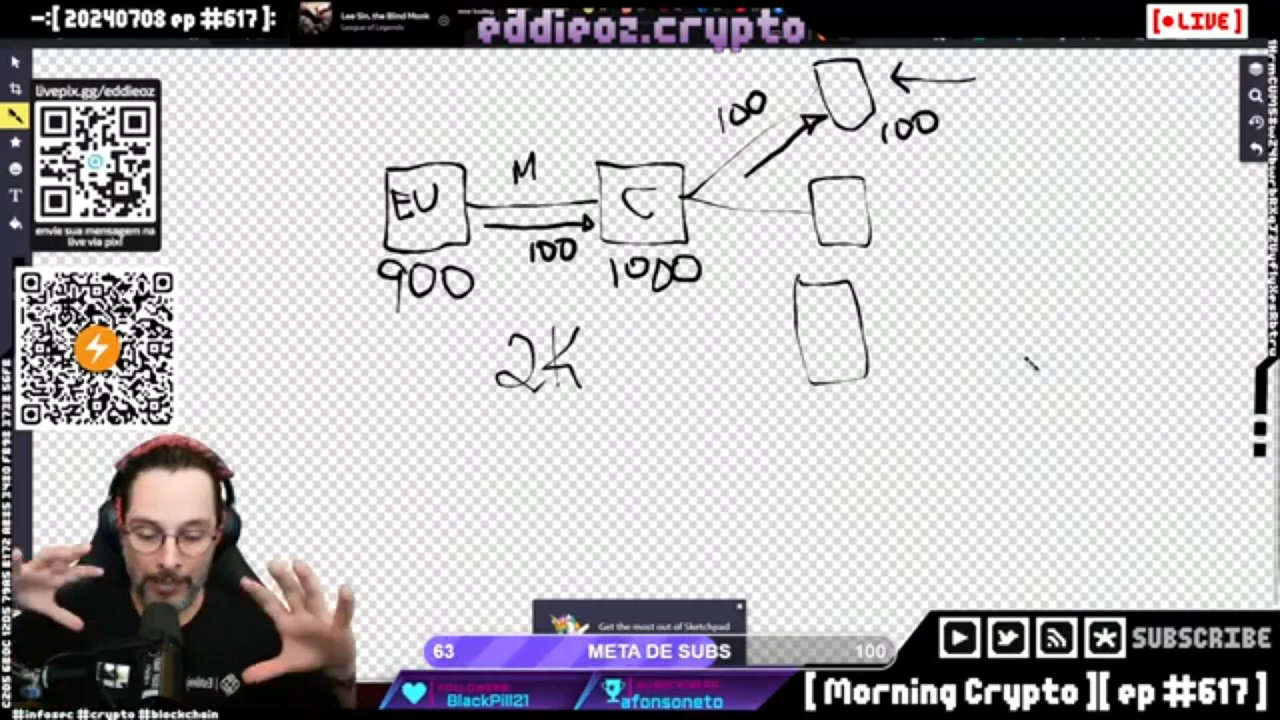 -:[ 20240708 ep #617 ]:
Lee Sin, the Blind Monk
League of Legends
eddieoz.crypto
[•LIVE]
livepix.gg/eddieoz
envie sua mensagem na
live via pix!
100
100
M
EU
C
100
900
1000
2K
Get the most out of Sketchpad
63 META DE SUBS 100
FOLLOWERS
BlackPill21
afonsoneto
SUBSCRIBE
[ Morning Crypto ][ ep #617 ]
#infosec #crypto #blockchain